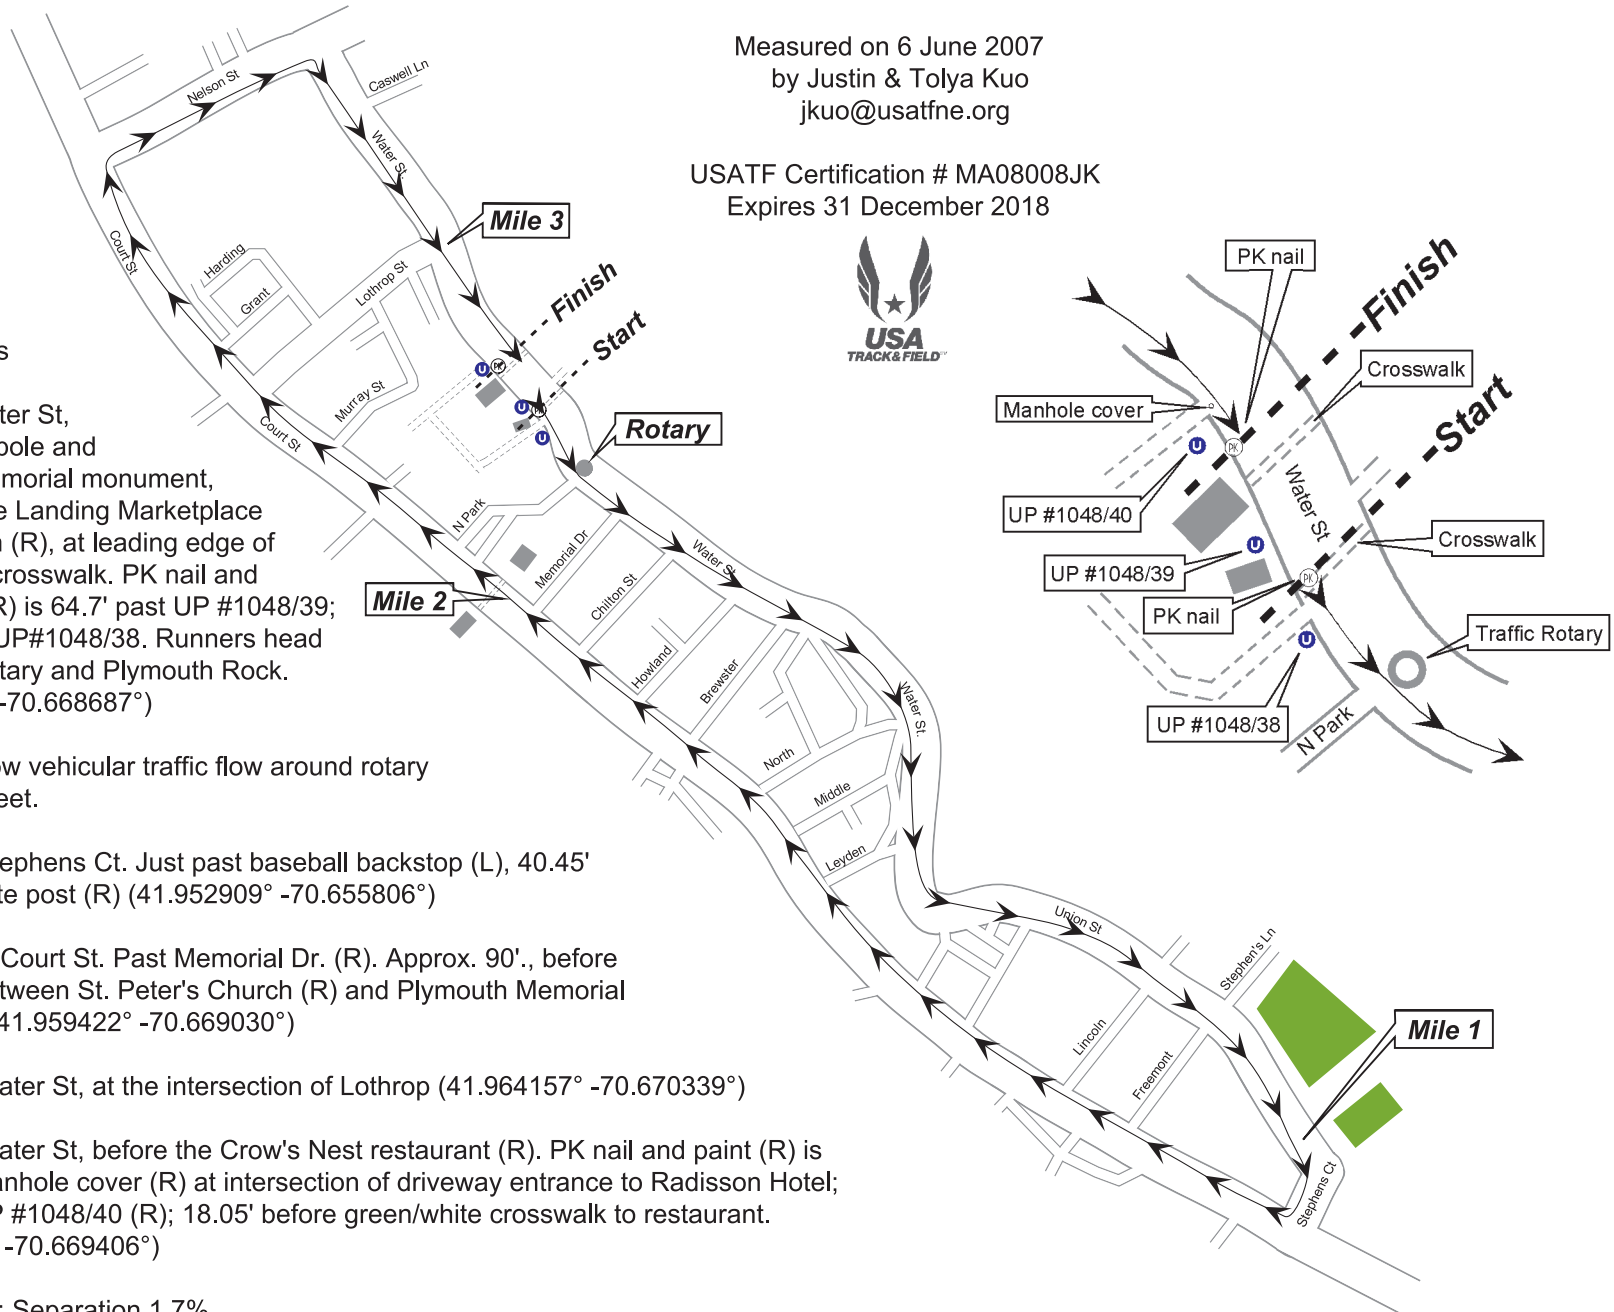 Measured on 6 June 2007
by Justin & Tolya Kuo
jkuo@usatfne.org
USATF Certification # MA08008JK
Expires 31 December 2018
USA
TRACK&FIELD
Nelson St
Caswell Ln
Water St.
Mile 3
Court St
Harding
Grant
Lothrop St
Finish
Start
PK
PK
U
U
U
Murray St
Court St
Rotary
N Park
Memorial Dr
Chilton St
Mile 2
Water St
Howland
Brewster
Water St.
North
Middle
Leyden
Union St
Stephen's Ln
Lincoln
Freemont
Mile 1
Stephens Ct
PK nail
Finish
Crosswalk
Start
Manhole cover
PK
U
UP #1048/40
Water St
Crosswalk
U
UP #1048/39
PK
PK nail
U
Traffic Rotary
UP #1048/38
N Park
s
ter St,
pole and
emorial monument,
e Landing Marketplace
n (R), at leading edge of
crosswalk. PK nail and
R) is 64.7' past UP #1048/39;
UP#1048/38. Runners head
tary and Plymouth Rock.
-70.668687°)
ow vehicular traffic flow around rotary
eet.
tephens Ct. Just past baseball backstop (L), 40.45'
te post (R) (41.952909° -70.655806°)
Court St. Past Memorial Dr. (R). Approx. 90'., before
etween St. Peter's Church (R) and Plymouth Memorial
41.959422° -70.669030°)
ater St, at the intersection of Lothrop (41.964157° -70.670339°)
ater St, before the Crow's Nest restaurant (R). PK nail and paint (R) is
anhole cover (R) at intersection of driveway entrance to Radisson Hotel;
P #1048/40 (R); 18.05' before green/white crosswalk to restaurant.
-70.669406°)
: Separation 1.7%